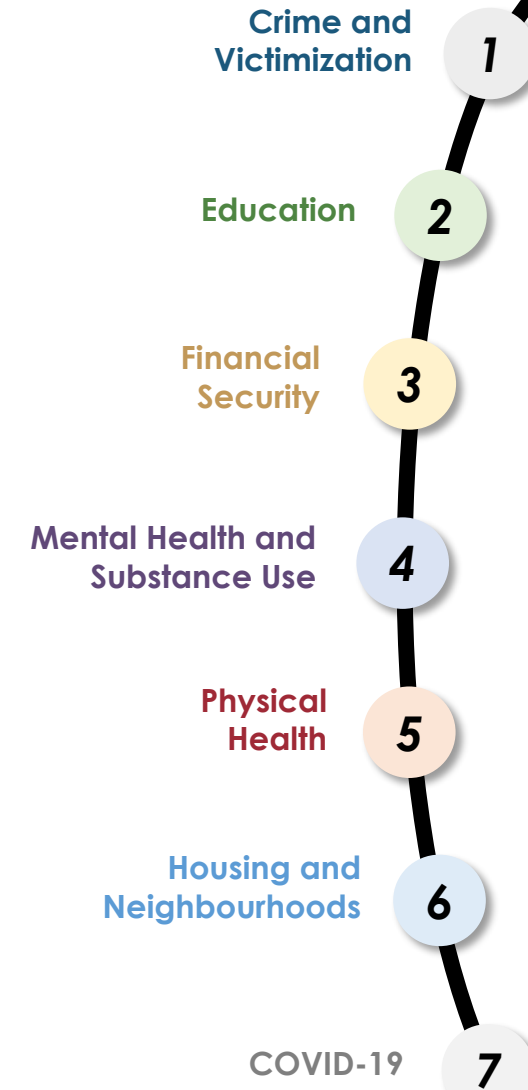 Crime and
Victimization
1
Education
2
Financial
Security
3
Mental Health and
Substance Use
4
Physical
Health
5
Housing and
Neighbourhoods
6
COVID-19
7